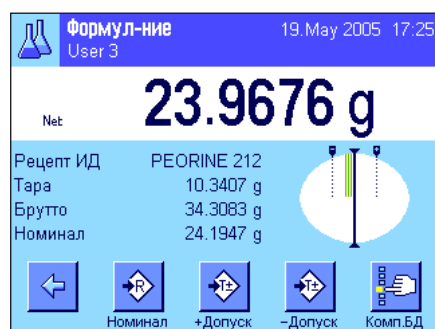 Формул-ние 19.May 2005 17:25
User 3
Net 23.9676 g
Рецепт ИД PEORINE 212
Тара 10.3407 g
Брутто 34.3083 g
Номинал 24.1947 g
Номинал +Допуск −Допуск Комп.БД